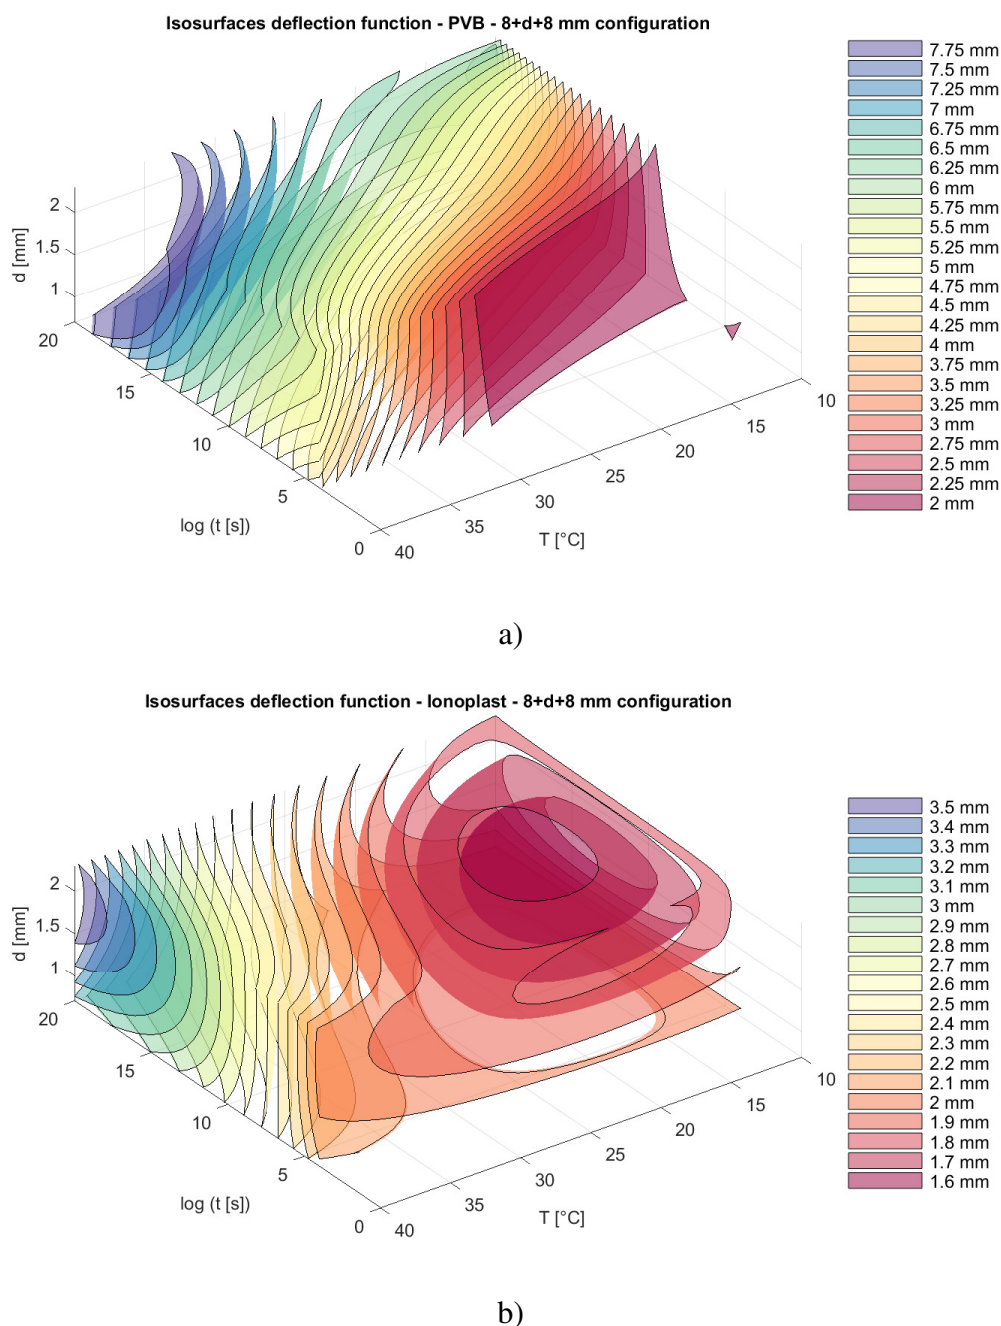 Isosurfaces deflection function - PVB - 8+d+8 mm configuration
7.75 mm
7.5 mm
7.25 mm
7 mm
6.75 mm
6.5 mm
6.25 mm
6 mm
5.75 mm
5.5 mm
5.25 mm
5 mm
4.75 mm
4.5 mm
4.25 mm
4 mm
3.75 mm
3.5 mm
3.25 mm
3 mm
2.75 mm
2.5 mm
2.25 mm
2 mm
d [mm]
2
1.5
1
20
15
10
5
0
log (t [s])
40
35
30
25
20
15
10
T [°C]
a)
Isosurfaces deflection function - Ionoplast - 8+d+8 mm configuration
3.5 mm
3.4 mm
3.3 mm
3.2 mm
3.1 mm
3 mm
2.9 mm
2.8 mm
2.7 mm
2.6 mm
2.5 mm
2.4 mm
2.3 mm
2.2 mm
2.1 mm
2 mm
1.9 mm
1.8 mm
1.7 mm
1.6 mm
d [mm]
2
1.5
1
20
15
10
5
0
log (t [s])
40
35
30
25
20
15
10
T [°C]
b)